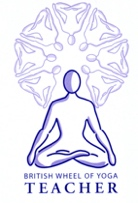 BRITISH WHEEL OF YOGA
TEACHER